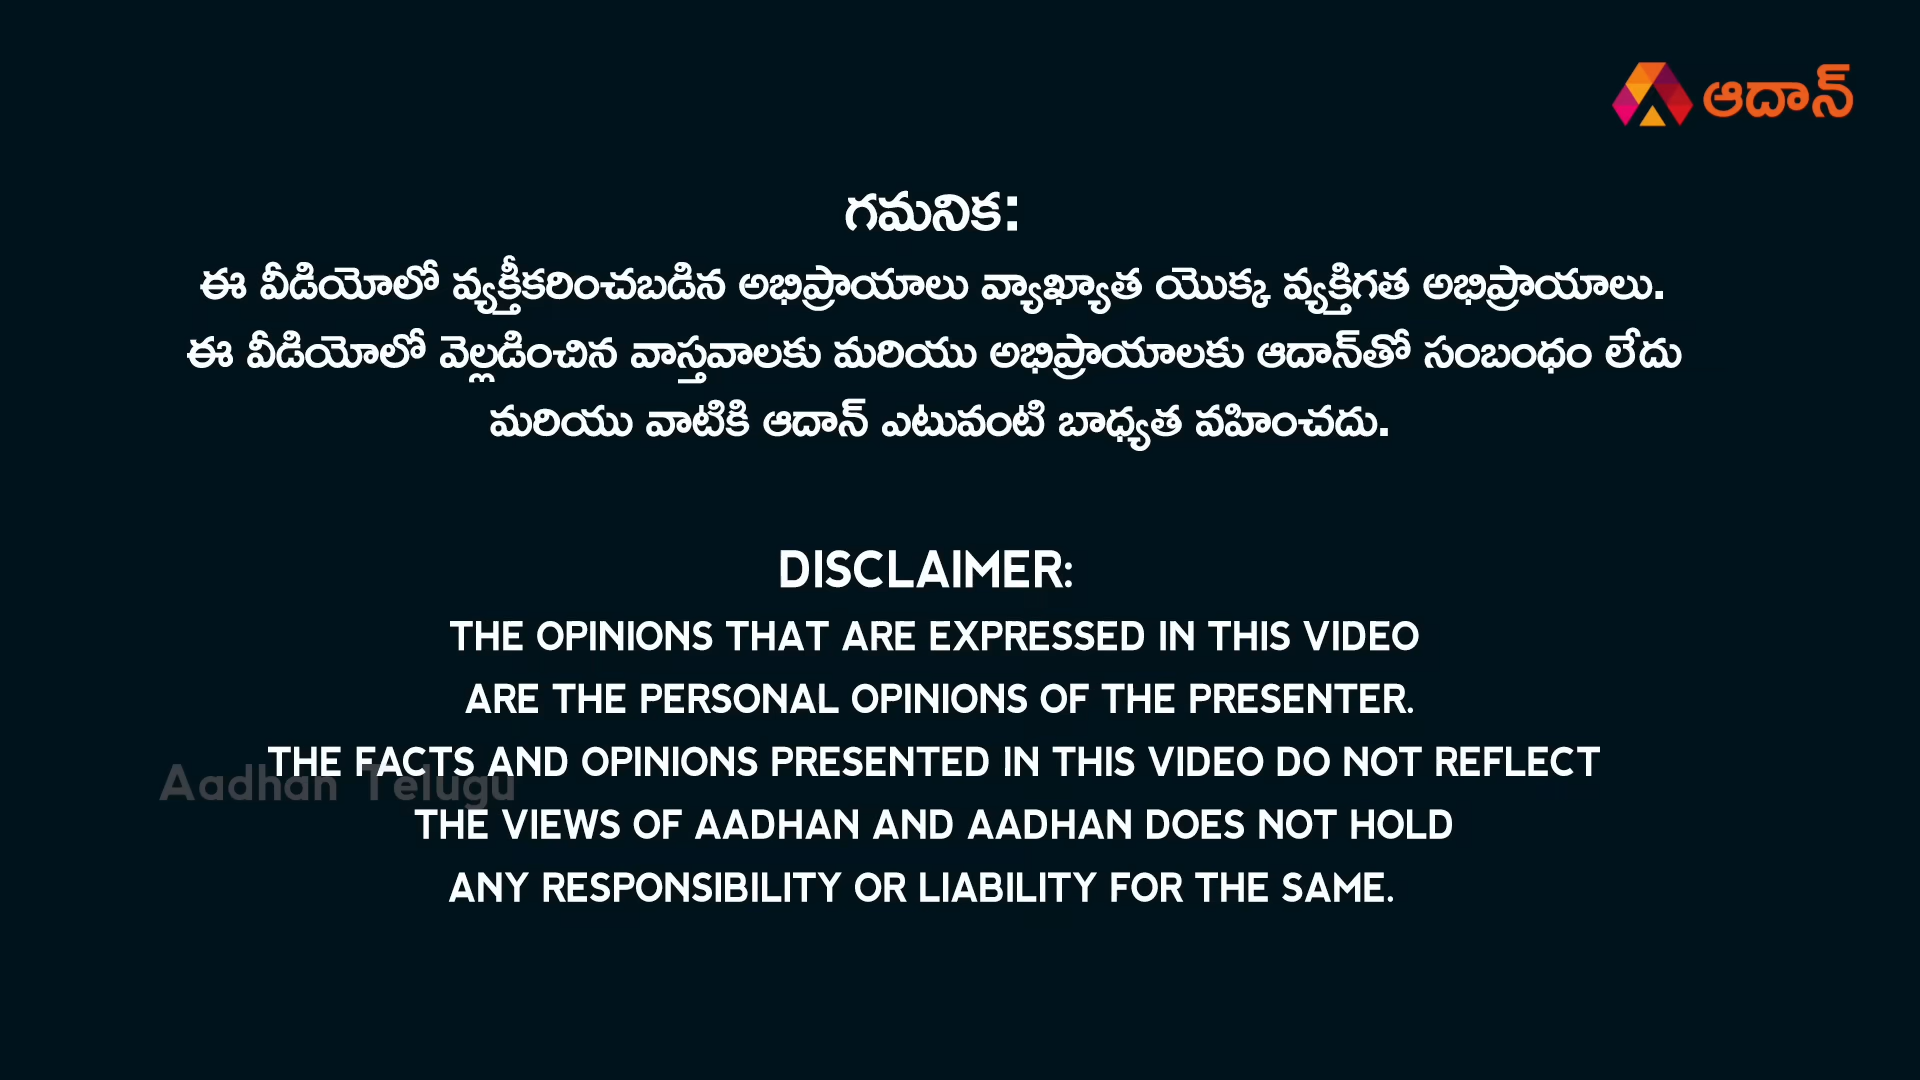 ఆదాన్
గమనిక:
ఈ వీడియోలో వ్యక్తీకరించబడిన అభిప్రాయాలు వ్యాఖ్యాత యొక్క వ్యక్తిగత అభిప్రాయాలు.
ఈ వీడియోలో వెల్లడించిన వాస్తవాలకు మరియు అభిప్రాయాలకు ఆదాన్‌తో సంబంధం లేదు
మరియు వాటికి ఆదాన్ ఎటువంటి బాధ్యత వహించదు.
DISCLAIMER:
THE OPINIONS THAT ARE EXPRESSED IN THIS VIDEO
ARE THE PERSONAL OPINIONS OF THE PRESENTER.
THE FACTS AND OPINIONS PRESENTED IN THIS VIDEO DO NOT REFLECT
Aadhan Telugu
THE VIEWS OF AADHAN AND AADHAN DOES NOT HOLD
ANY RESPONSIBILITY OR LIABILITY FOR THE SAME.